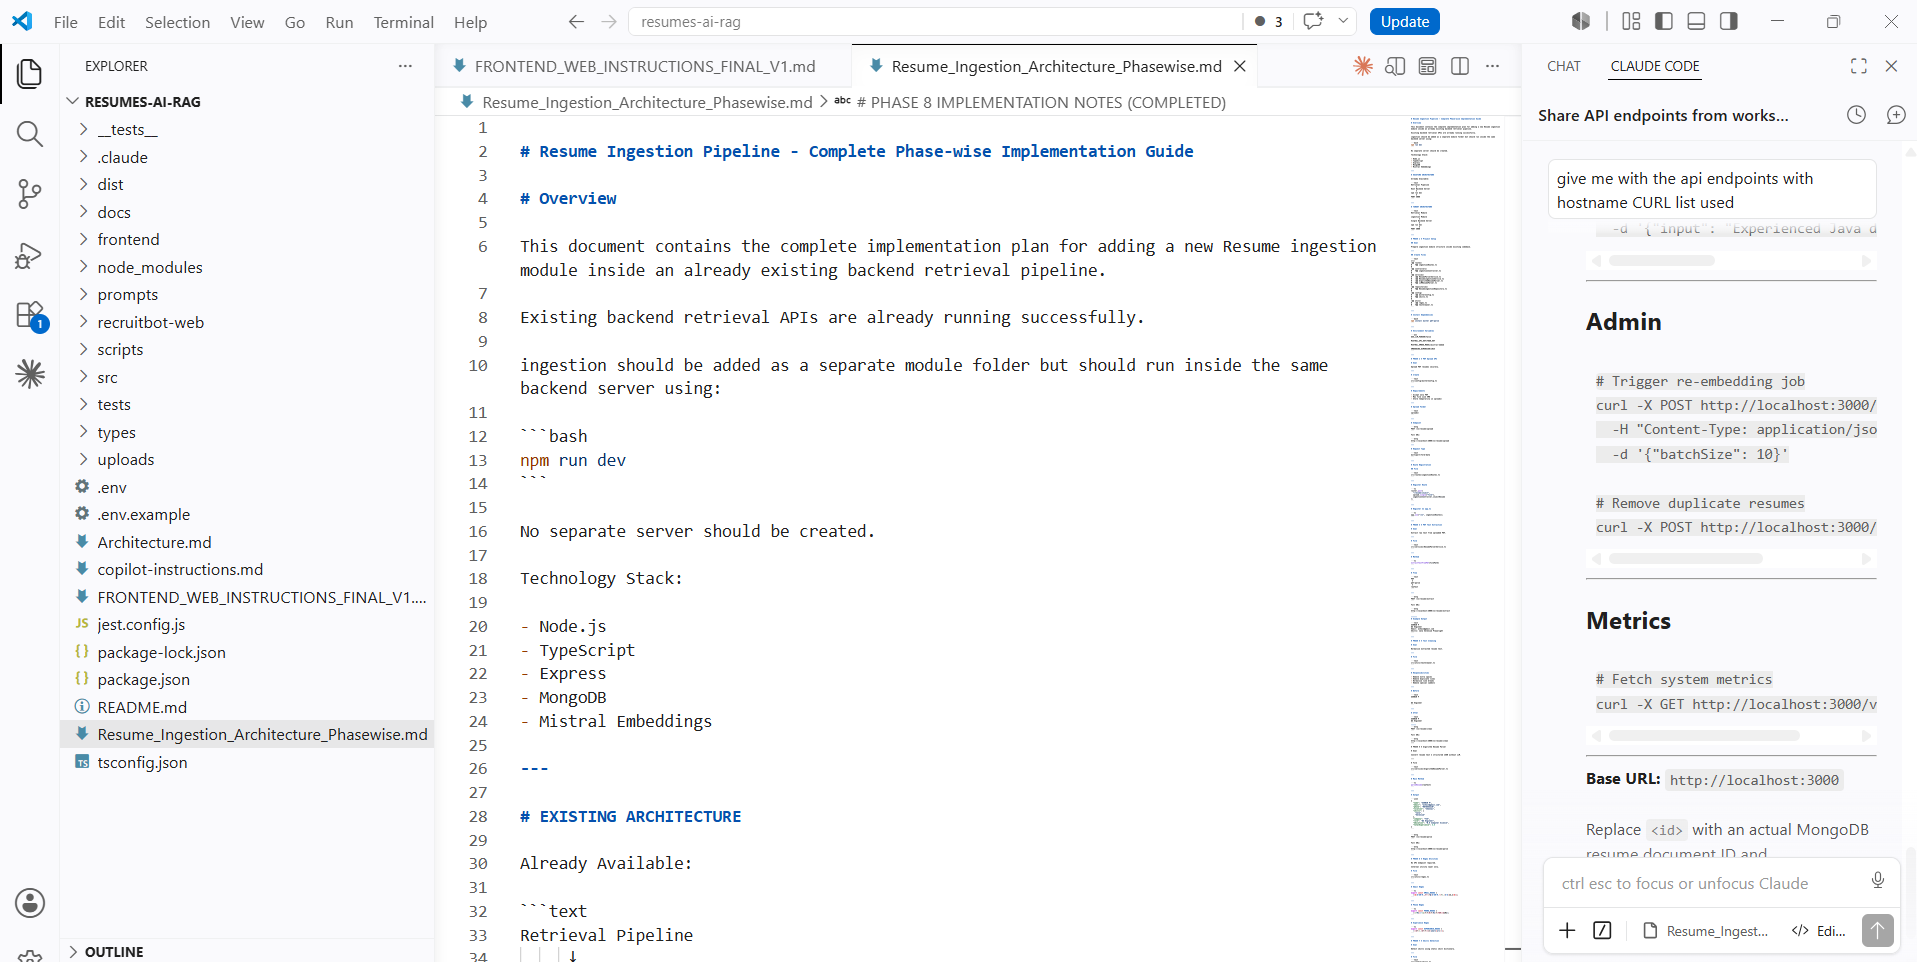 File Edit Selection View Go Run Terminal Help
resumes-ai-rag
3
Update
EXPLORER
RESUMES-AI-RAG
__tests__
.claude
dist
docs
frontend
node_modules
prompts
recruitbot-web
scripts
src
tests
types
uploads
.env
.env.example
Architecture.md
copilot-instructions.md
FRONTEND_WEB_INSTRUCTIONS_FINAL_V1....
JS jest.config.js
{} package-lock.json
{} package.json
README.md
Resume_Ingestion_Architecture_Phasewise.md
TS tsconfig.json
OUTLINE
1
FRONTEND_WEB_INSTRUCTIONS_FINAL_V1.md
Resume_Ingestion_Architecture_Phasewise.md
Resume_Ingestion_Architecture_Phasewise.md > abc # PHASE 8 IMPLEMENTATION NOTES (COMPLETED)
1
2 # Resume Ingestion Pipeline - Complete Phase-wise Implementation Guide
3
4 # Overview
5
6 This document contains the complete implementation plan for adding a new Resume ingestion
module inside an already existing backend retrieval pipeline.
7
8 Existing backend retrieval APIs are already running successfully.
9
10 ingestion should be added as a separate module folder but should run inside the same
backend server using:
11
12 ```bash
13 npm run dev
14 ```
15
16 No separate server should be created.
17
18 Technology Stack:
19
20 - Node.js
21 - TypeScript
22 - Express
23 - MongoDB
24 - Mistral Embeddings
25
26 ---
27
28 # EXISTING ARCHITECTURE
29
30 Already Available:
31
32 ```text
33 Retrieval Pipeline
34 ↓
CHAT CLAUDE CODE
Share API endpoints from works...
give me with the api endpoints with
hostname CURL list used
-d '{"input": "Experienced Java d
Admin
# Trigger re-embedding job
curl -X POST http://localhost:3000/
-H "Content-Type: application/jso
-d '{"batchSize": 10}'
# Remove duplicate resumes
curl -X POST http://localhost:3000/
Metrics
# Fetch system metrics
curl -X GET http://localhost:3000/v
Base URL: http://localhost:3000
Replace <id> with an actual MongoDB
resume document ID and
ctrl esc to focus or unfocus Claude
Resume_Ingest... </> Edi...